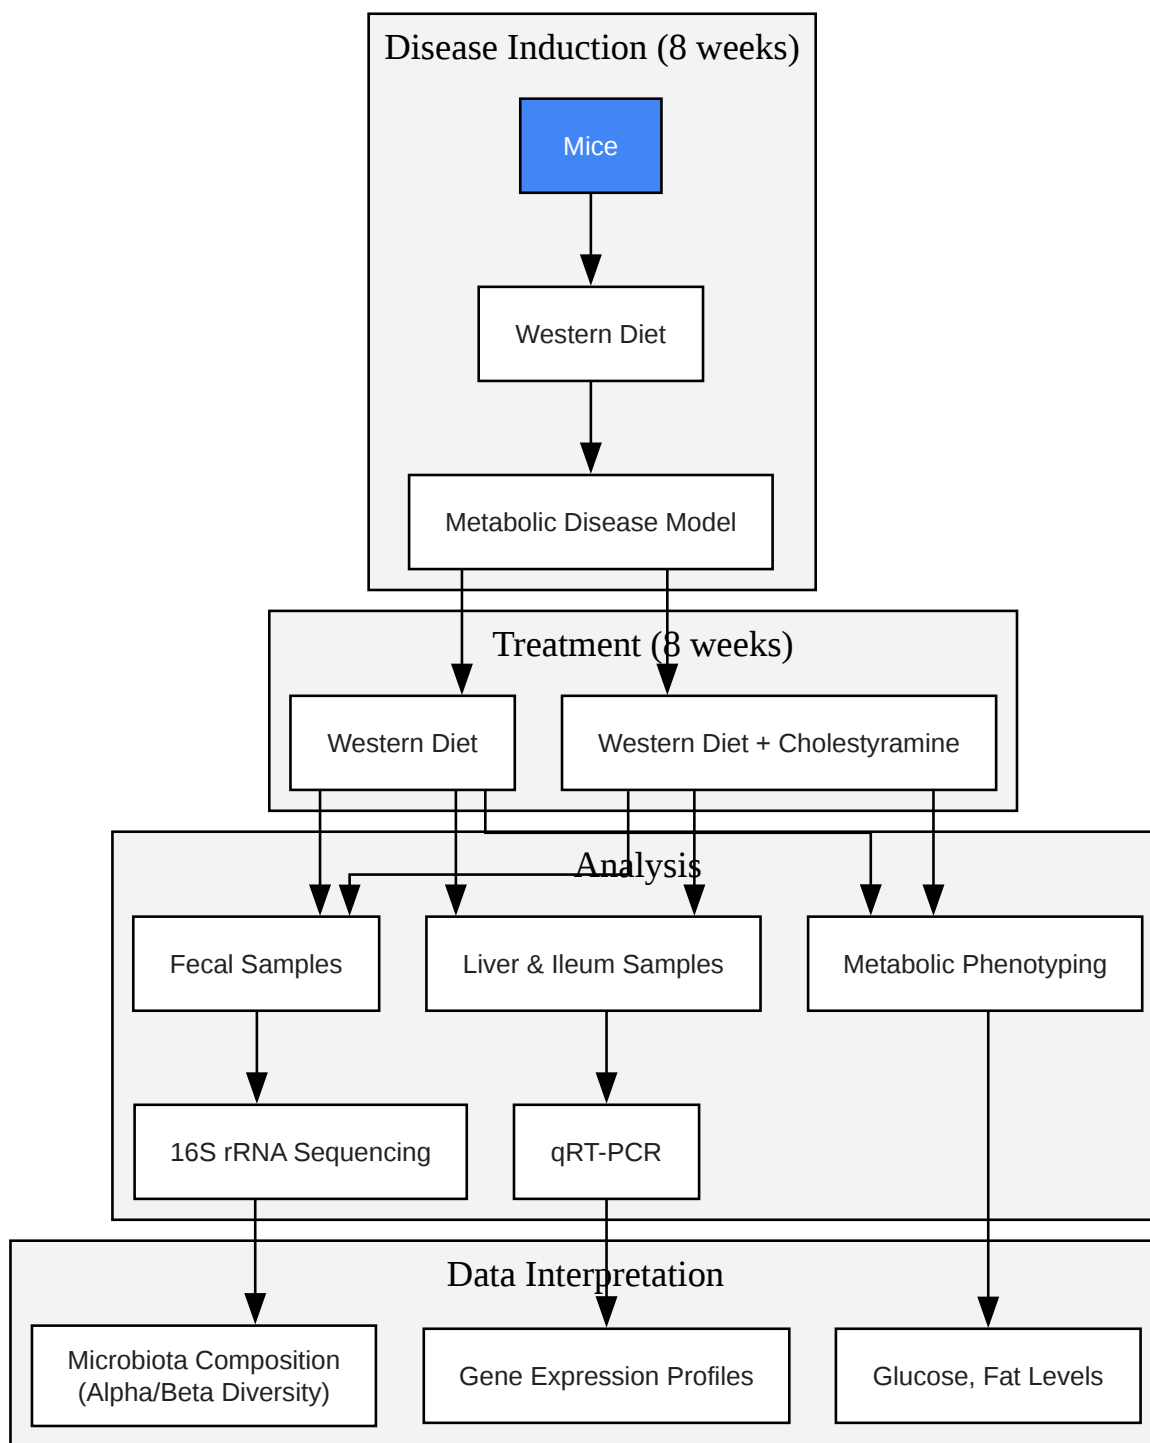 Disease Induction (8 weeks)
Mice
Western Diet
Metabolic Disease Model
Treatment (8 weeks)
Western Diet
Western Diet + Cholestyramine
Analysis
Fecal Samples
Liver & Ileum Samples
Metabolic Phenotyping
16S rRNA Sequencing
qRT-PCR
Data Interpretation
Microbiota Composition
(Alpha/Beta Diversity)
Gene Expression Profiles
Glucose, Fat Levels